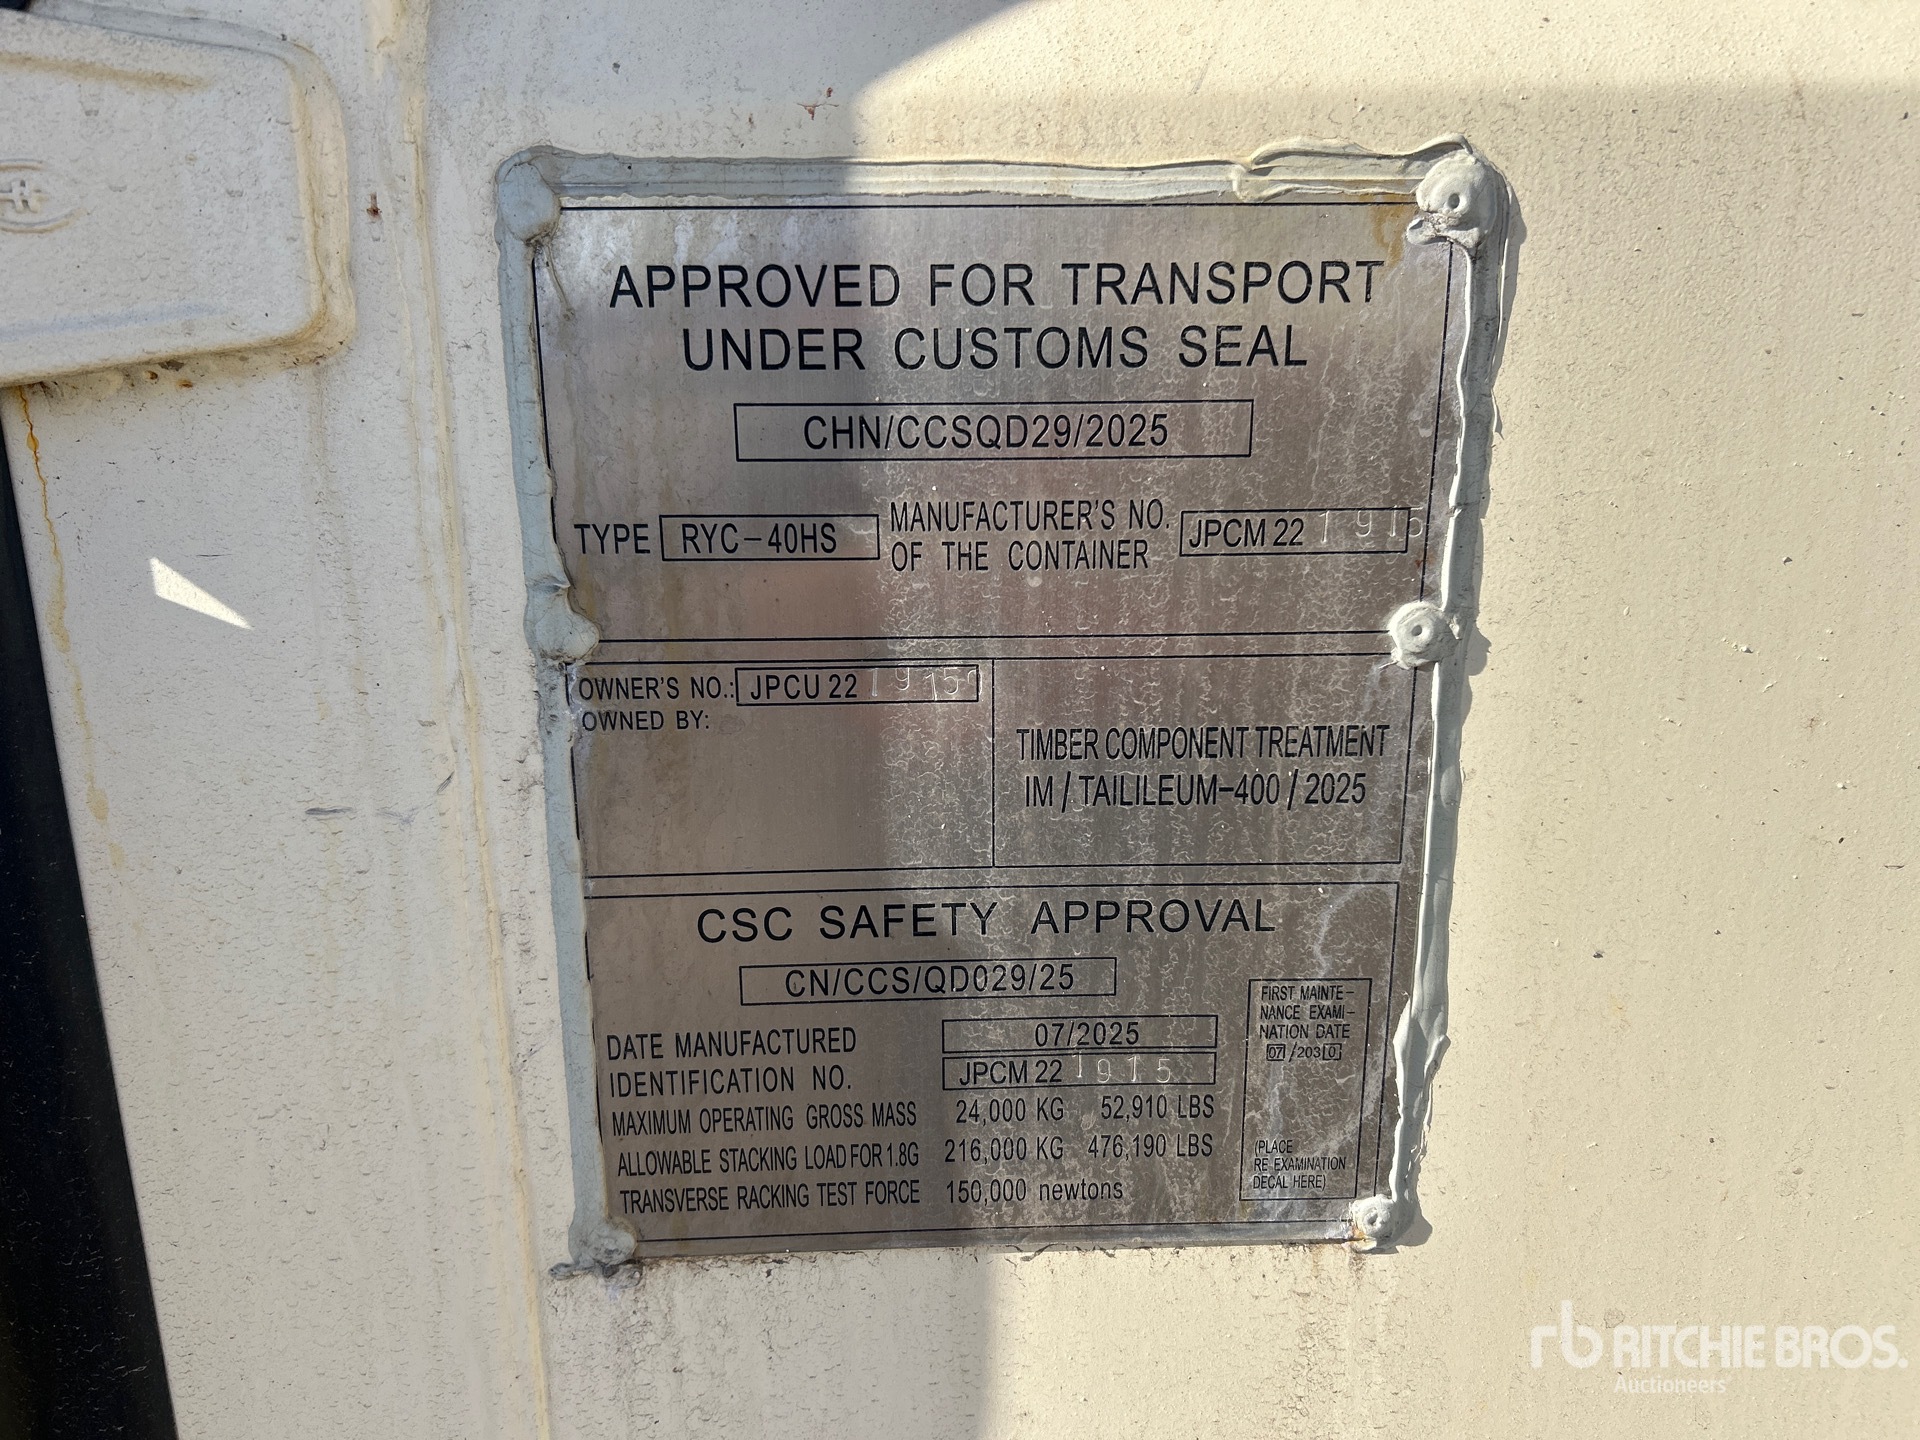 APPROVED FOR TRANSPORT
UNDER CUSTOMS SEAL
CHN/CCSQD29/2025
TYPE RYC-40HS
MANUFACTURER'S NO.
OF THE CONTAINER
JPCM 22 1915
OWNER'S NO.: JPCU 22 1915
OWNED BY:
TIMBER COMPONENT TREATMENT
IM / TAILILEUM-400 / 2025
CSC SAFETY APPROVAL
CN/CCS/QD029/25
DATE MANUFACTURED 07/2025
IDENTIFICATION NO. JPCM 22 1915
MAXIMUM OPERATING GROSS MASS 24,000 KG 52,910 LBS
ALLOWABLE STACKING LOAD FOR 1.8G 216,000 KG 476,190 LBS
TRANSVERSE RACKING TEST FORCE 150,000 newtons
FIRST MAINTE-
NANCE EXAMI-
NATION DATE
07/2030
(PLACE
RE EXAMINATION
DECAL HERE)
rb RITCHIE BROS.
Auctioneers